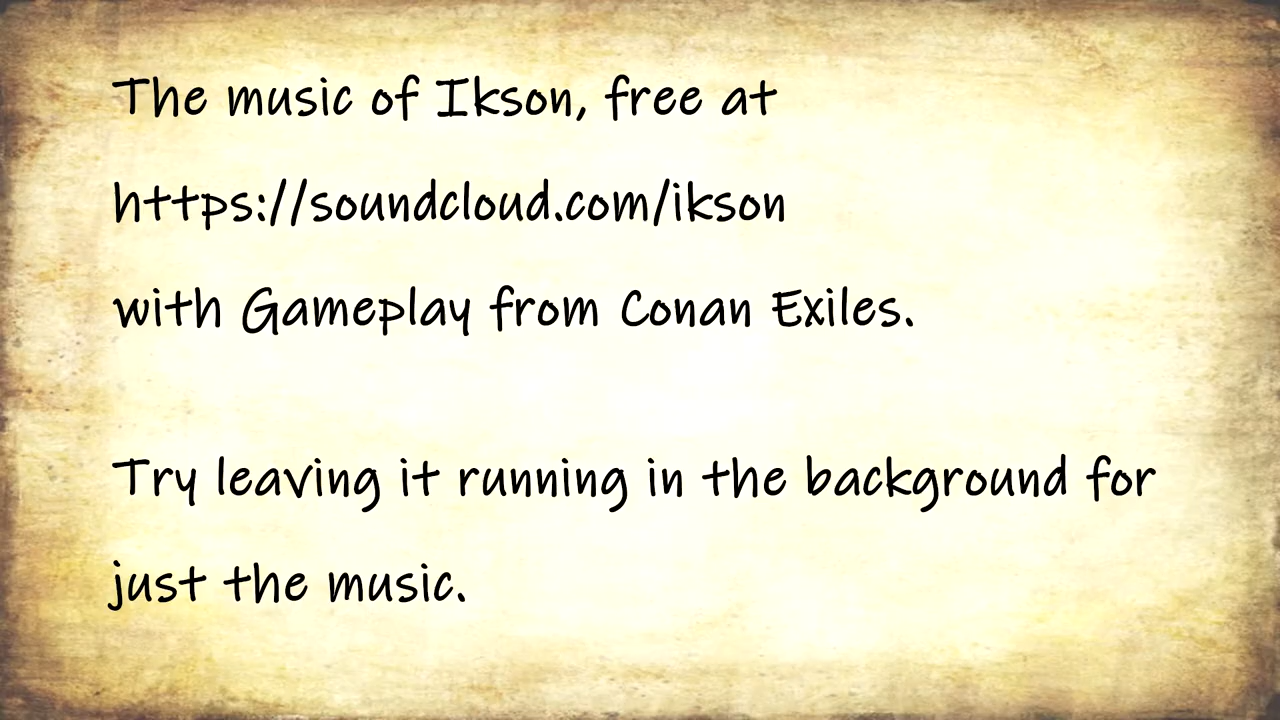 The music of Ikson, free at
https://soundcloud.com/ikson
with Gameplay from Conan Exiles.
Try leaving it running in the background for
just the music.